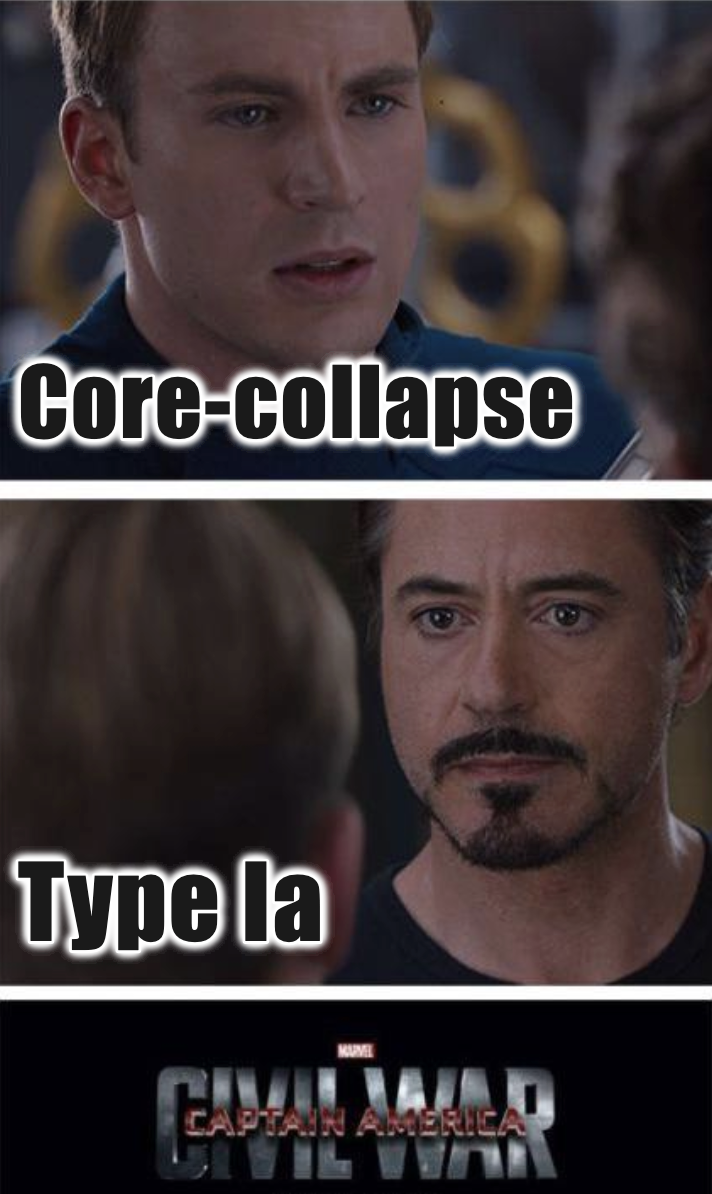 Core-collapse
Type Ia
MARVEL
CIVIL WAR
CAPTAIN AMERICA